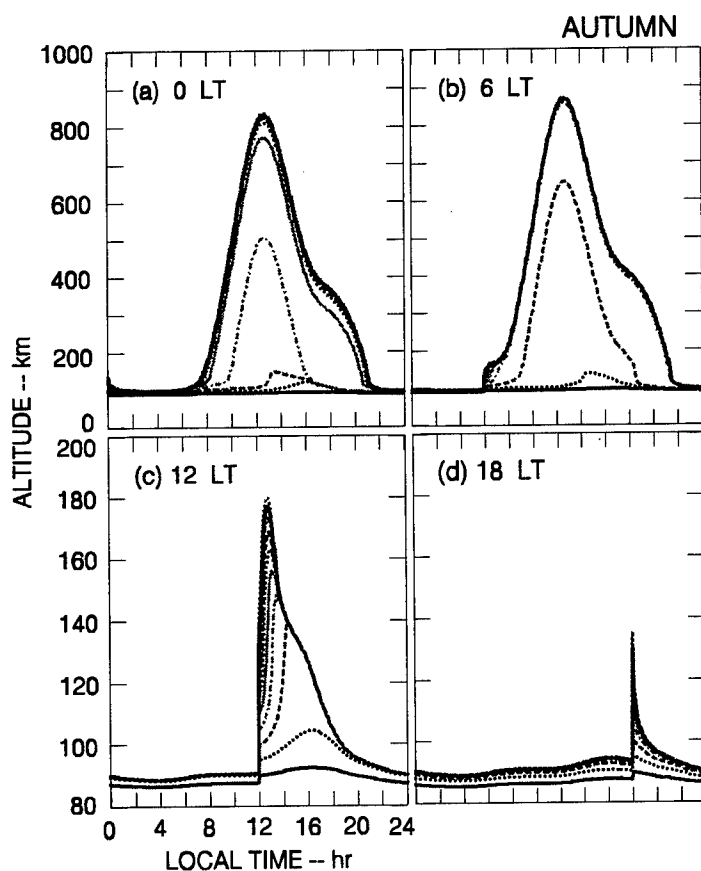 AUTUMN
1000
800
600
400
200
0
(a) 0 LT
(b) 6 LT
ALTITUDE -- km
200
180
160
140
120
100
80
(c) 12 LT
(d) 18 LT
0 4 8 12 16 20 24
LOCAL TIME -- hr